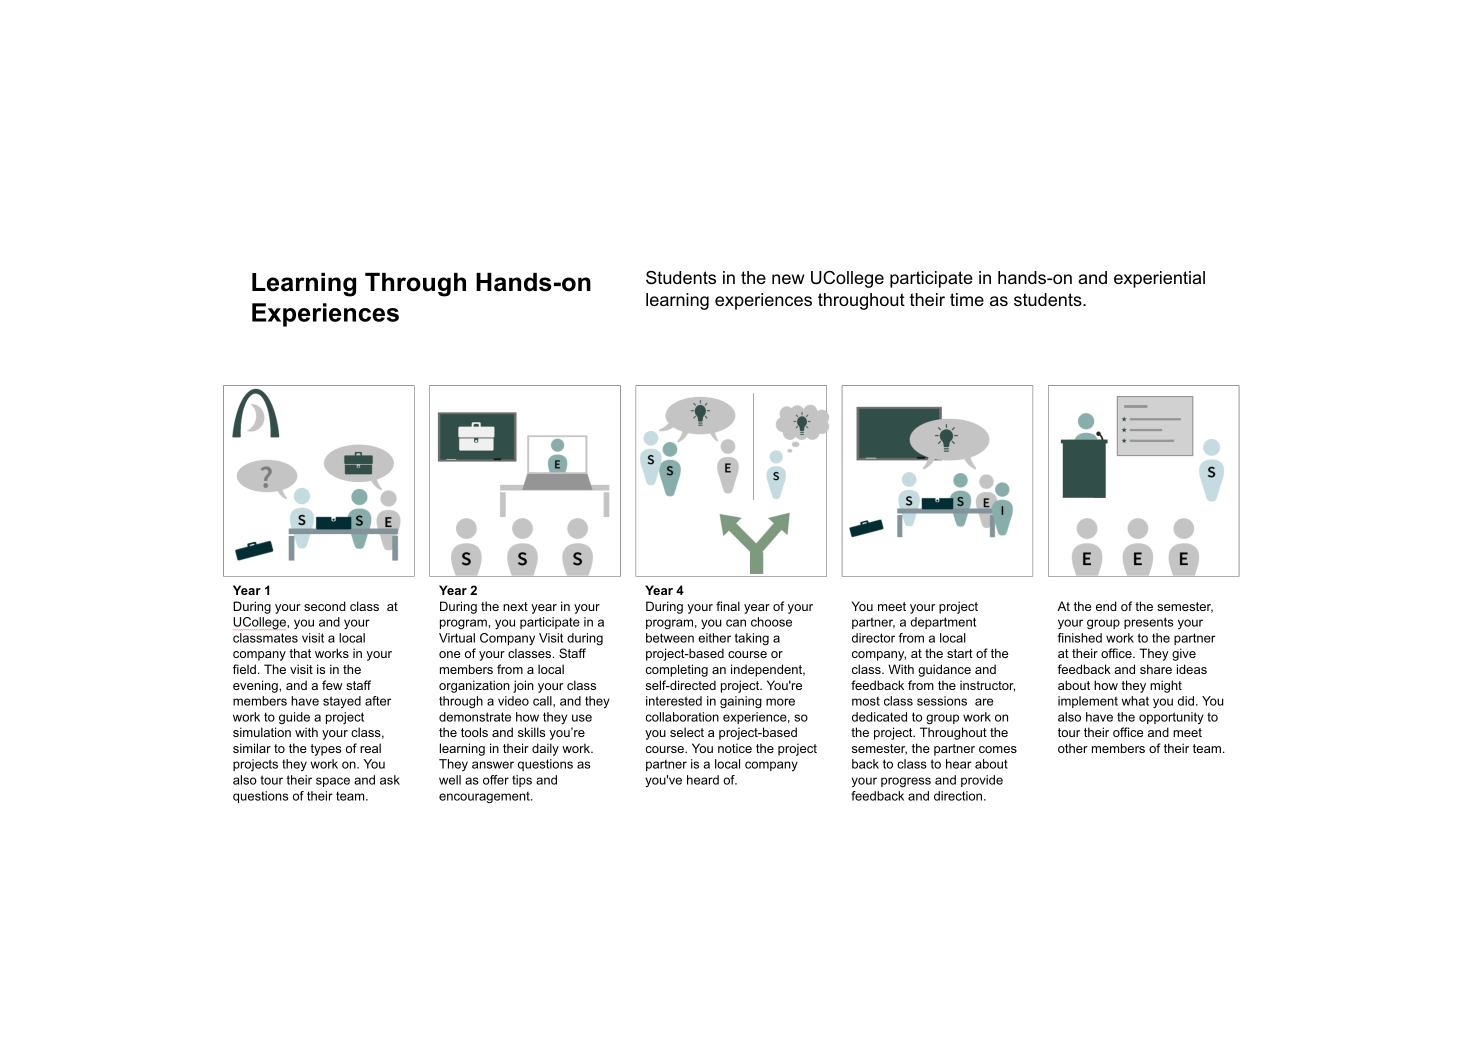 Learning Through Hands-on
Experiences
Students in the new UCollege participate in hands-on and experiential
learning experiences throughout their time as students.
?
S
S
E
E
S
S
S
S
S
E
S
S
S
E
I
S
E
E
E
Year 1
During your second class  at
UCollege, you and your
classmates visit a local
company that works in your
field. The visit is in the
evening, and a few staff
members have stayed after
work to guide a project
simulation with your class,
similar to the types of real
projects they work on. You
also tour their space and ask
questions of their team.
Year 2
During the next year in your
program, you participate in a
Virtual Company Visit during
one of your classes. Staff
members from a local
organization join your class
through a video call, and they
demonstrate how they use
the tools and skills you’re
learning in their daily work.
They answer questions as
well as offer tips and
encouragement.
Year 4
During your final year of your
program, you can choose
between either taking a
project-based course or
completing an independent,
self-directed project. You're
interested in gaining more
collaboration experience, so
you select a project-based
course. You notice the project
partner is a local company
you've heard of.
You meet your project
partner, a department
director from a local
company, at the start of the
class. With guidance and
feedback from the instructor,
most class sessions  are
dedicated to group work on
the project. Throughout the
semester, the partner comes
back to class to hear about
your progress and provide
feedback and direction.
At the end of the semester,
your group presents your
finished work to the partner
at their office. They give
feedback and share ideas
about how they might
implement what you did. You
also have the opportunity to
tour their office and meet
other members of their team.